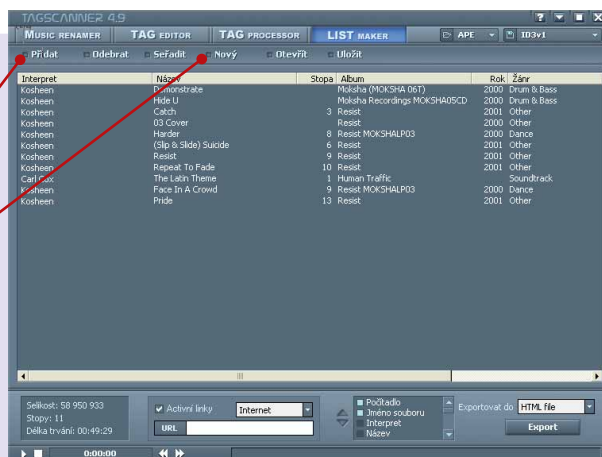 TAGSCANNER 4.9
MUSIC RENAMER TAG EDITOR TAG PROCESSOR LIST MAKER APE ID3v1
Přidat Odebrat Seřadit Nový Otevřít Uložit
Interpret Název Stopa Album Rok Žánr
Kosheen Demonstrate Moksha (MOKSHA 06T) 2000 Drum & Bass
Kosheen Hide U Moksha Recordings MOKSHA05CD 2000 Drum & Bass
Kosheen Catch 3 Resist 2001 Other
Kosheen 03 Cover Resist 2001 Other
Kosheen Harder 8 Resist MOKSHALP03 2000 Dance
Kosheen (Slip & Slide) Suicide 6 Resist 2001 Other
Kosheen Resist 9 Resist 2001 Other
Kosheen Repeat To Fade 10 Resist 2001 Other
Carl Cox The Latin Theme 1 Human Traffic Soundtrack
Kosheen Face In A Crowd 9 Resist MOKSHALP03 2000 Dance
Kosheen Pride 13 Resist 2001 Other
Selikost: 58 950 933
Stopy: 11
Délka trvání: 00:49:29
Activní linky Internet
URL
Počítadlo
Jméno souboru
Interpret
Název
Exportovat do HTML file
Export
0:00:00